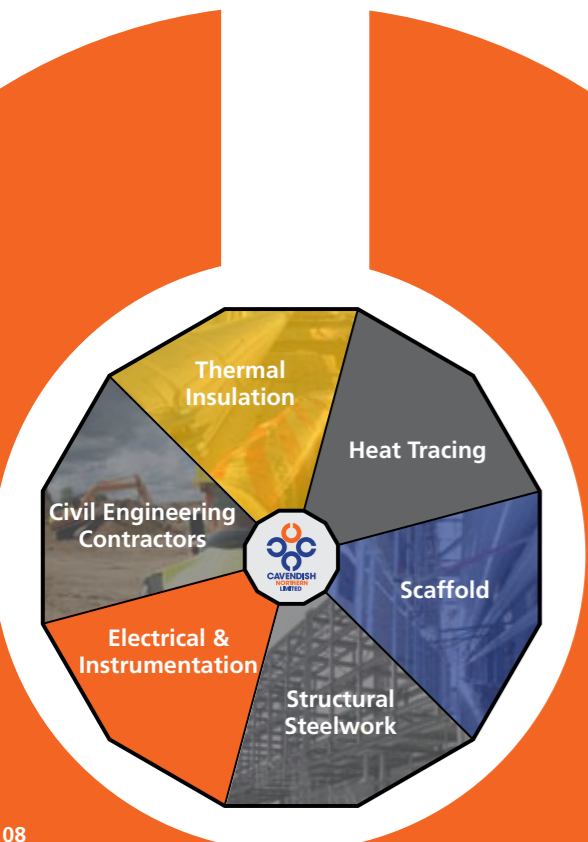 Thermal
Insulation
Heat Tracing
Civil Engineering
Contractors
CAVENDISH
NORTHERN
LIMITED
Scaffold
Electrical &
Instrumentation
Structural
Steelwork
08